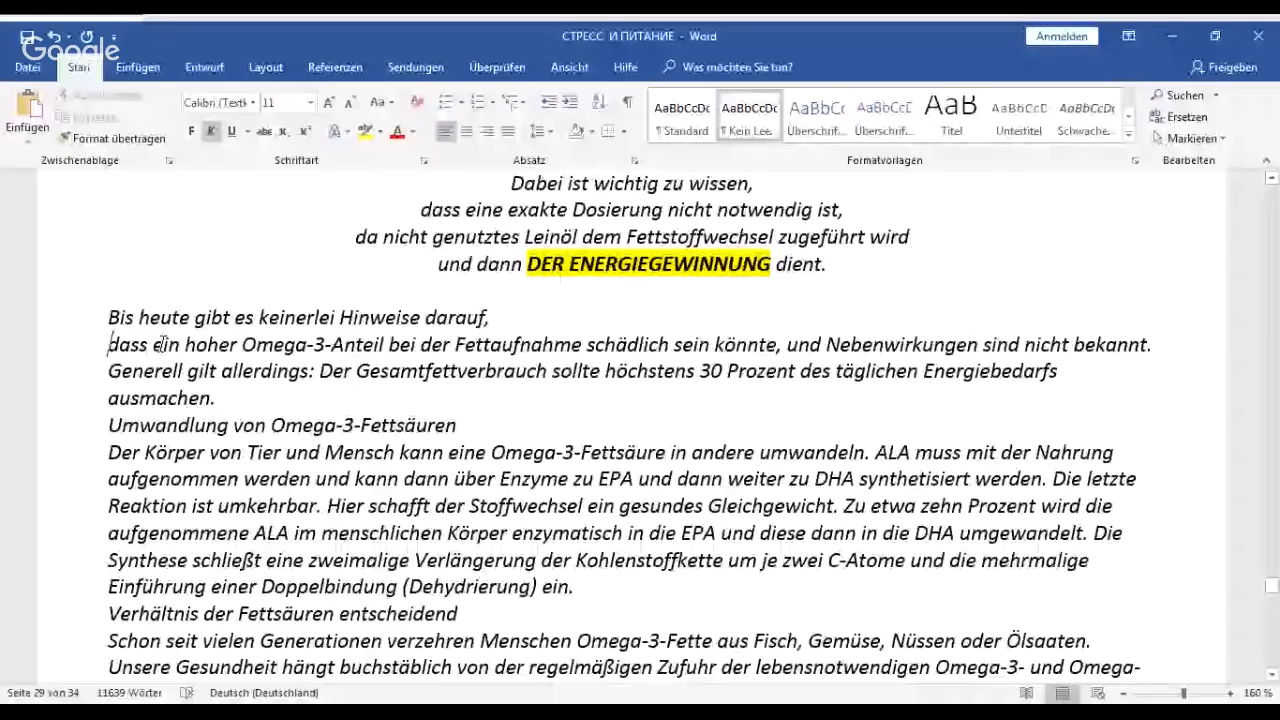 Google
СТРЕСС И ПИТАНИЕ - Word
Anmelden
Datei Start Einfügen Entwurf Layout Referenzen Sendungen Überprüfen Ansicht Hilfe Was möchten Sie tun? Freigeben
Calibri (Textk 11
Einfügen
Format übertragen
F K U abc x₂ x²
AaBbCcDc AaBbCcDc AaBbCc AaBbCcDc AaB AaBbCcDc AaBbCcDc
¶ Standard ¶ Kein Lee... Überschrif... Überschrif... Titel Untertitel Schwache...
Suchen
Ersetzen
Markieren
Zwischenablage Schriftart Absatz Formatvorlagen Bearbeiten
Dabei ist wichtig zu wissen,
dass eine exakte Dosierung nicht notwendig ist,
da nicht genutztes Leinöl dem Fettstoffwechsel zugeführt wird
und dann DER ENERGIEGEWINNUNG dient.
Bis heute gibt es keinerlei Hinweise darauf,
dass ein hoher Omega-3-Anteil bei der Fettaufnahme schädlich sein könnte, und Nebenwirkungen sind nicht bekannt.
Generell gilt allerdings: Der Gesamtfettverbrauch sollte höchstens 30 Prozent des täglichen Energiebedarfs
ausmachen.
Umwandlung von Omega-3-Fettsäuren
Der Körper von Tier und Mensch kann eine Omega-3-Fettsäure in andere umwandeln. ALA muss mit der Nahrung
aufgenommen werden und kann dann über Enzyme zu EPA und dann weiter zu DHA synthetisiert werden. Die letzte
Reaktion ist umkehrbar. Hier schafft der Stoffwechsel ein gesundes Gleichgewicht. Zu etwa zehn Prozent wird die
aufgenommene ALA im menschlichen Körper enzymatisch in die EPA und diese dann in die DHA umgewandelt. Die
Synthese schließt eine zweimalige Verlängerung der Kohlenstoffkette um je zwei C-Atome und die mehrmalige
Einführung einer Doppelbindung (Dehydrierung) ein.
Verhältnis der Fettsäuren entscheidend
Schon seit vielen Generationen verzehren Menschen Omega-3-Fette aus Fisch, Gemüse, Nüssen oder Ölsaaten.
Unsere Gesundheit hängt buchstäblich von der regelmäßigen Zufuhr der lebensnotwendigen Omega-3- und Omega-
Seite 29 von 34 11639 Wörter Deutsch (Deutschland) 160 %